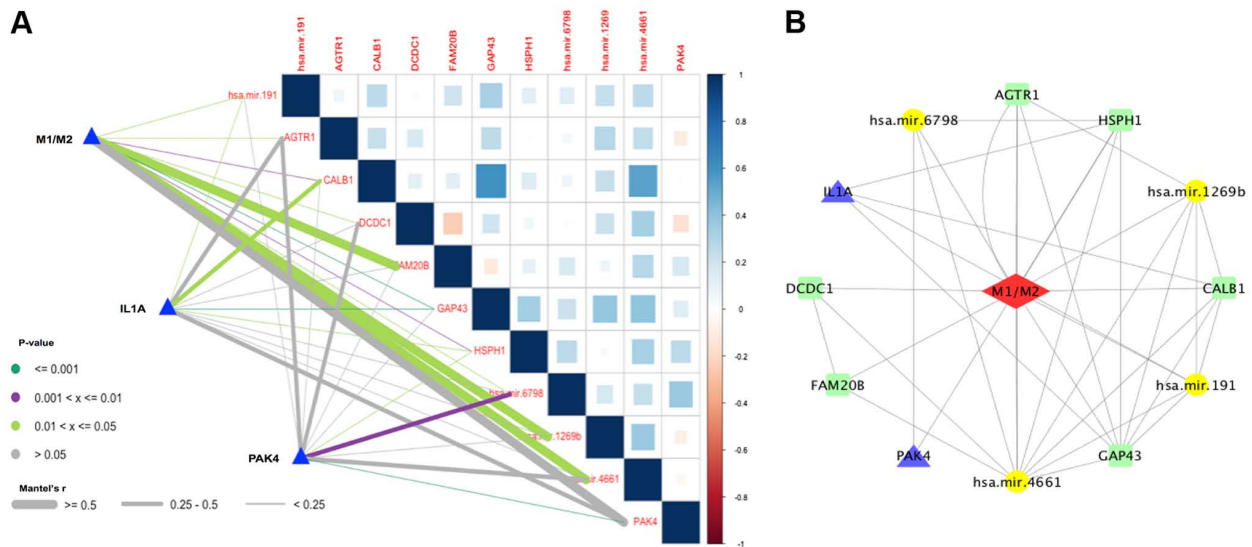 A
hsa.mir.191
AGTR1
CALB1
DCDC1
FAM20B
GAP43
HSPH1
hsa.mir.6798
hsa.mir.1269
hsa.mir.4661
PAK4
hsa.mir.191
AGTR1
CALB1
DCDC1
AM20B
GAP43
HSPH1
hsa.mir.6798
sa.mir.1269b
mir.4661
PAK4
M1/M2
IL1A
PAK4
1
0.8
0.6
0.4
0.2
0
-0.2
-0.4
-0.6
-0.8
-1
P-value
<= 0.001
0.001 < x <= 0.01
0.01 < x <= 0.05
> 0.05
Mantel's r
>= 0.5
0.25 - 0.5
< 0.25
B
AGTR1
hsa.mir.6798
HSPH1
IL1A
hsa.mir.1269b
DCDC1
M1/M2
CALB1
FAM20B
hsa.mir.191
PAK4
GAP43
hsa.mir.4661